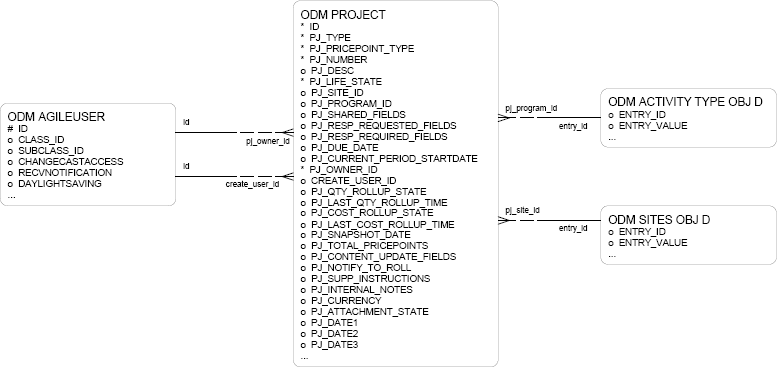 ODM AGILEUSER
# ID
o CLASS_ID
o SUBCLASS_ID
o CHANGECASTACCESS
o RECVNOTIFICATION
o DAYLIGHTSAVING
...
id
pj_owner_id
id
create_user_id
ODM PROJECT
* ID
* PJ_TYPE
* PJ_PRICEPOINT_TYPE
* PJ_NUMBER
o PJ_DESC
* PJ_LIFE_STATE
o PJ_SITE_ID
o PJ_PROGRAM_ID
o PJ_SHARED_FIELDS
o PJ_RESP_REQUESTED_FIELDS
o PJ_RESP_REQUIRED_FIELDS
o PJ_DUE_DATE
o PJ_CURRENT_PERIOD_STARTDATE
* PJ_OWNER_ID
o CREATE_USER_ID
o PJ_QTY_ROLLUP_STATE
o PJ_LAST_QTY_ROLLUP_TIME
o PJ_COST_ROLLUP_STATE
o PJ_LAST_COST_ROLLUP_TIME
o PJ_SNAPSHOT_DATE
o PJ_TOTAL_PRICEPOINTS
o PJ_CONTENT_UPDATE_FIELDS
o PJ_NOTIFY_TO_ROLL
o PJ_SUPP_INSTRUCTIONS
o PJ_INTERNAL_NOTES
o PJ_CURRENCY
o PJ_ATTACHMENT_STATE
o PJ_DATE1
o PJ_DATE2
o PJ_DATE3
...
pj_program_id
entry_id
pj_site_id
entry_id
ODM ACTIVITY TYPE OBJ D
o ENTRY_ID
o ENTRY_VALUE
...
ODM SITES OBJ D
o ENTRY_ID
o ENTRY_VALUE
...